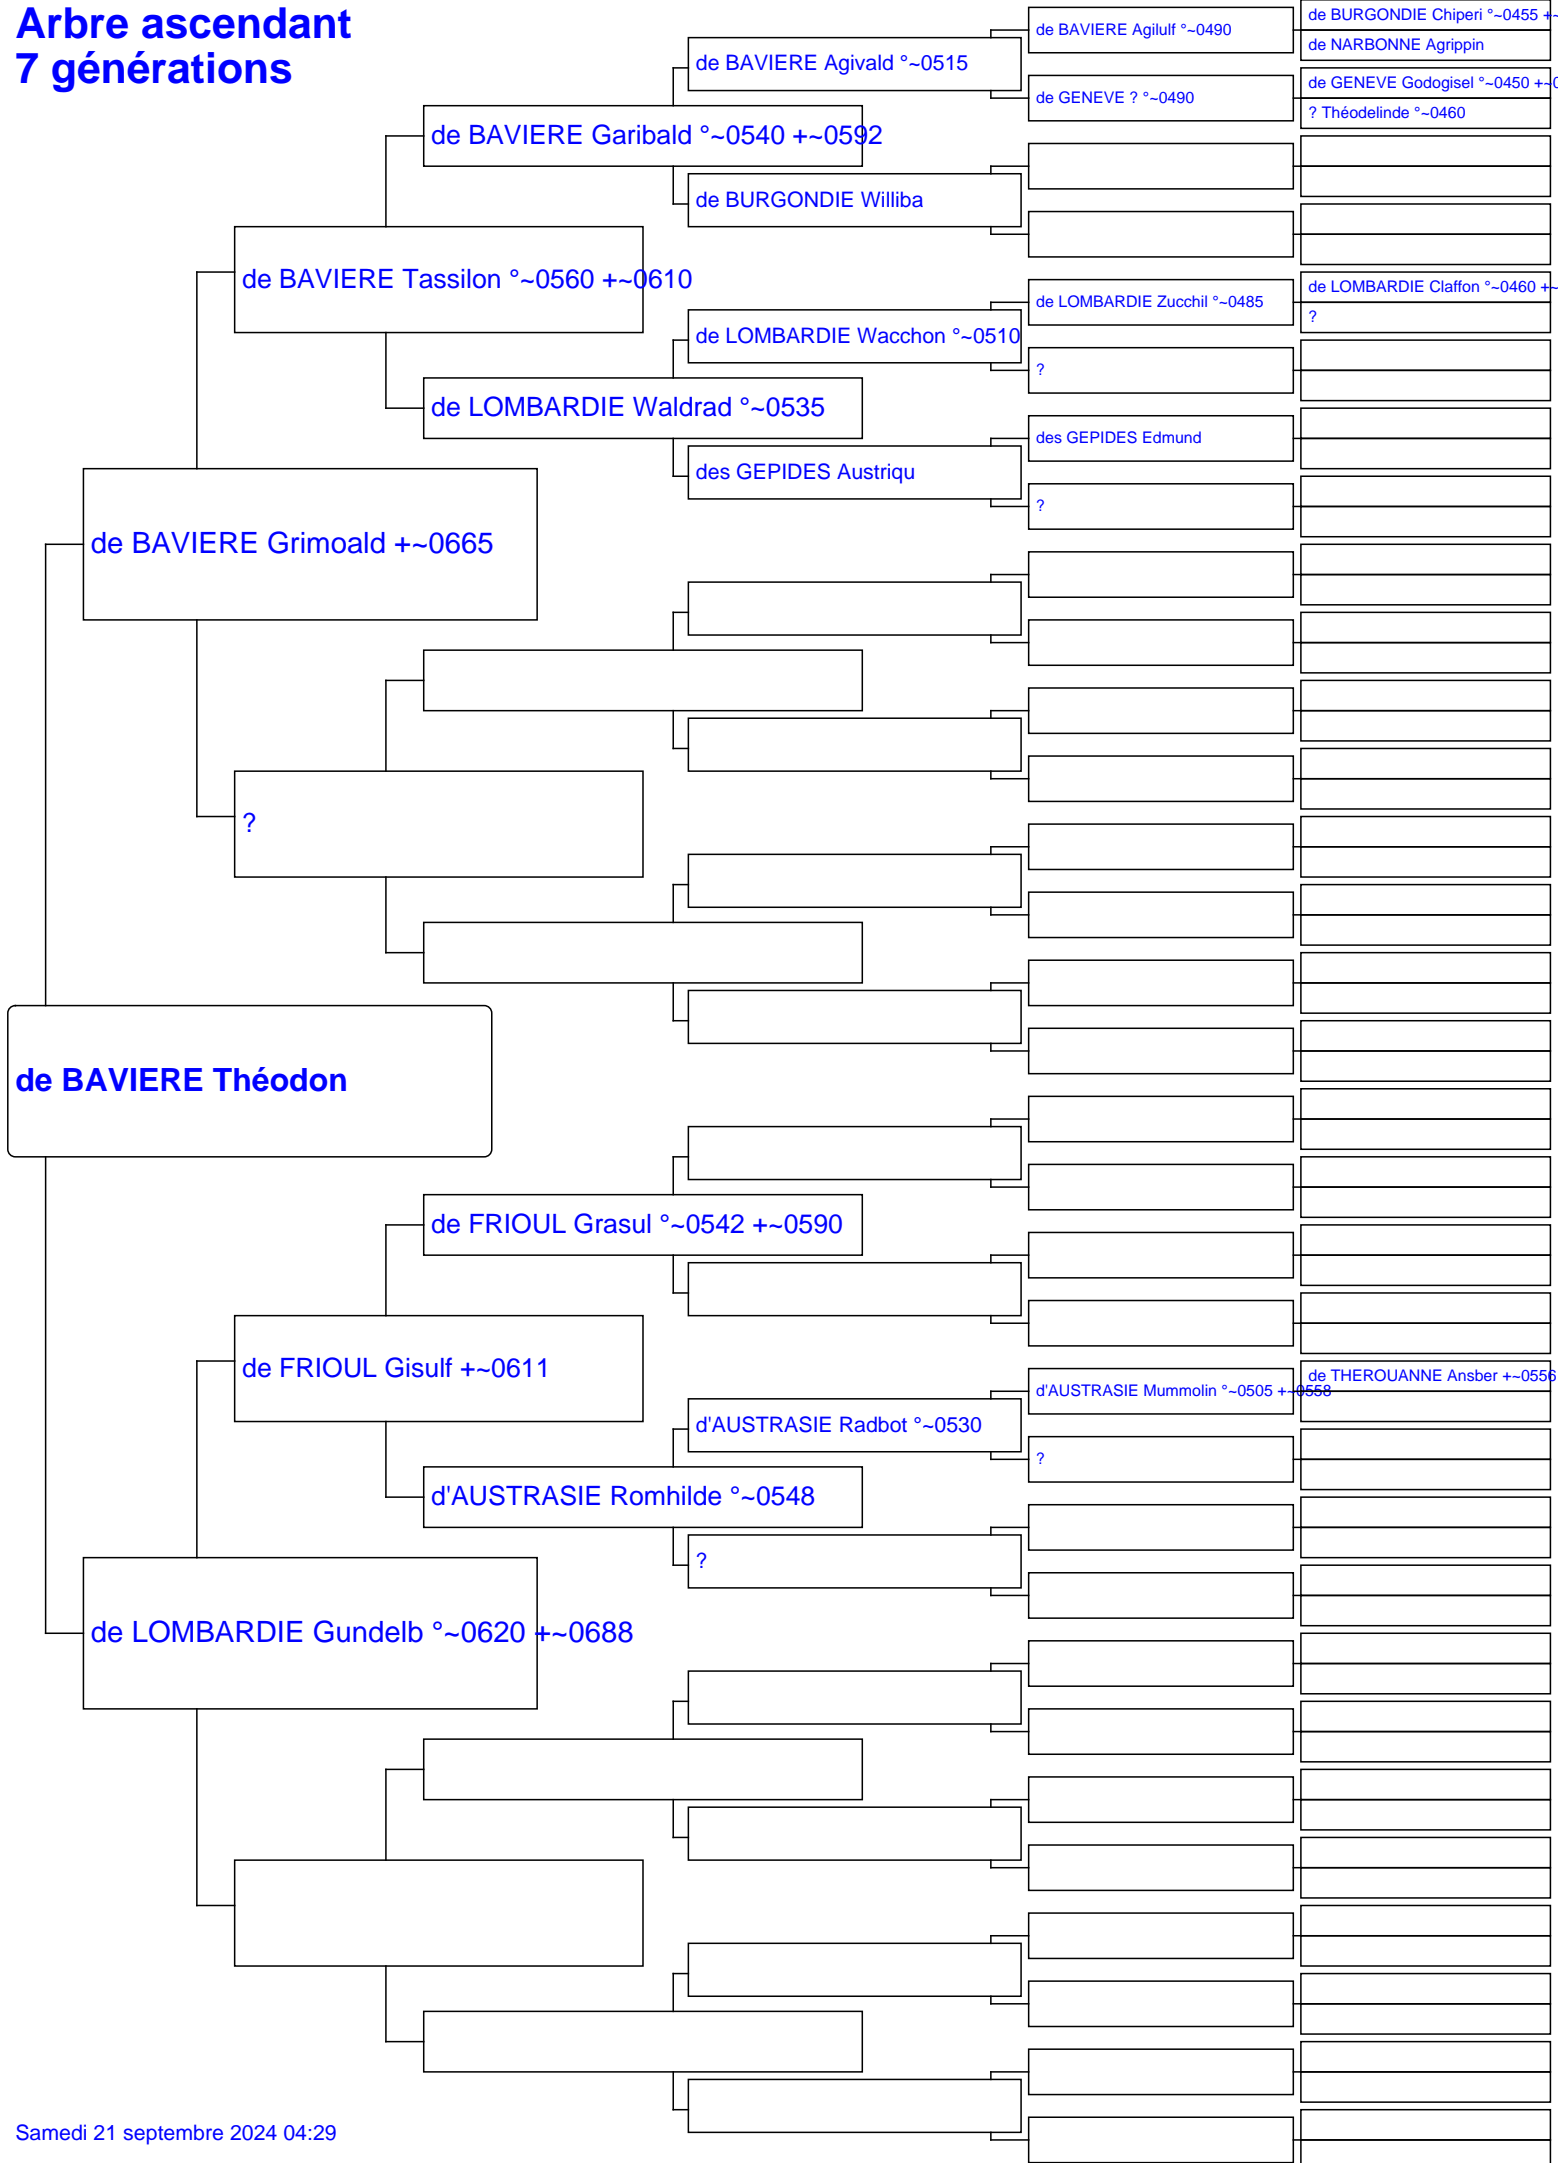 Arbre ascendant
7 générations
de BAVIERE Théodon
de BAVIERE Grimoald +~0665
de LOMBARDIE Gundelb °~0620 +~0688
de BAVIERE Tassilon °~0560 +~0610
?
de FRIOUL Gisulf +~0611
de BAVIERE Garibald °~0540 +~0592
de LOMBARDIE Waldrad °~0535
de FRIOUL Grasul °~0542 +~0590
d'AUSTRASIE Romhilde °~0548
de BAVIERE Agivald °~0515
de BURGONDIE Williba
de LOMBARDIE Wacchon °~0510
des GEPIDES Austriqu
d'AUSTRASIE Radbot °~0530
?
de BAVIERE Agilulf °~0490
de GENEVE ? °~0490
de LOMBARDIE Zucchil °~0485
?
des GEPIDES Edmund
?
d'AUSTRASIE Mummolin °~0505 +~0558
?
de BURGONDIE Chiperi °~0455 +~
de NARBONNE Agrippin
de GENEVE Godogisel °~0450 +~0
? Théodelinde °~0460
de LOMBARDIE Claffon °~0460 +~
?
de THEROUANNE Ansber +~0556
Samedi 21 septembre 2024 04:29